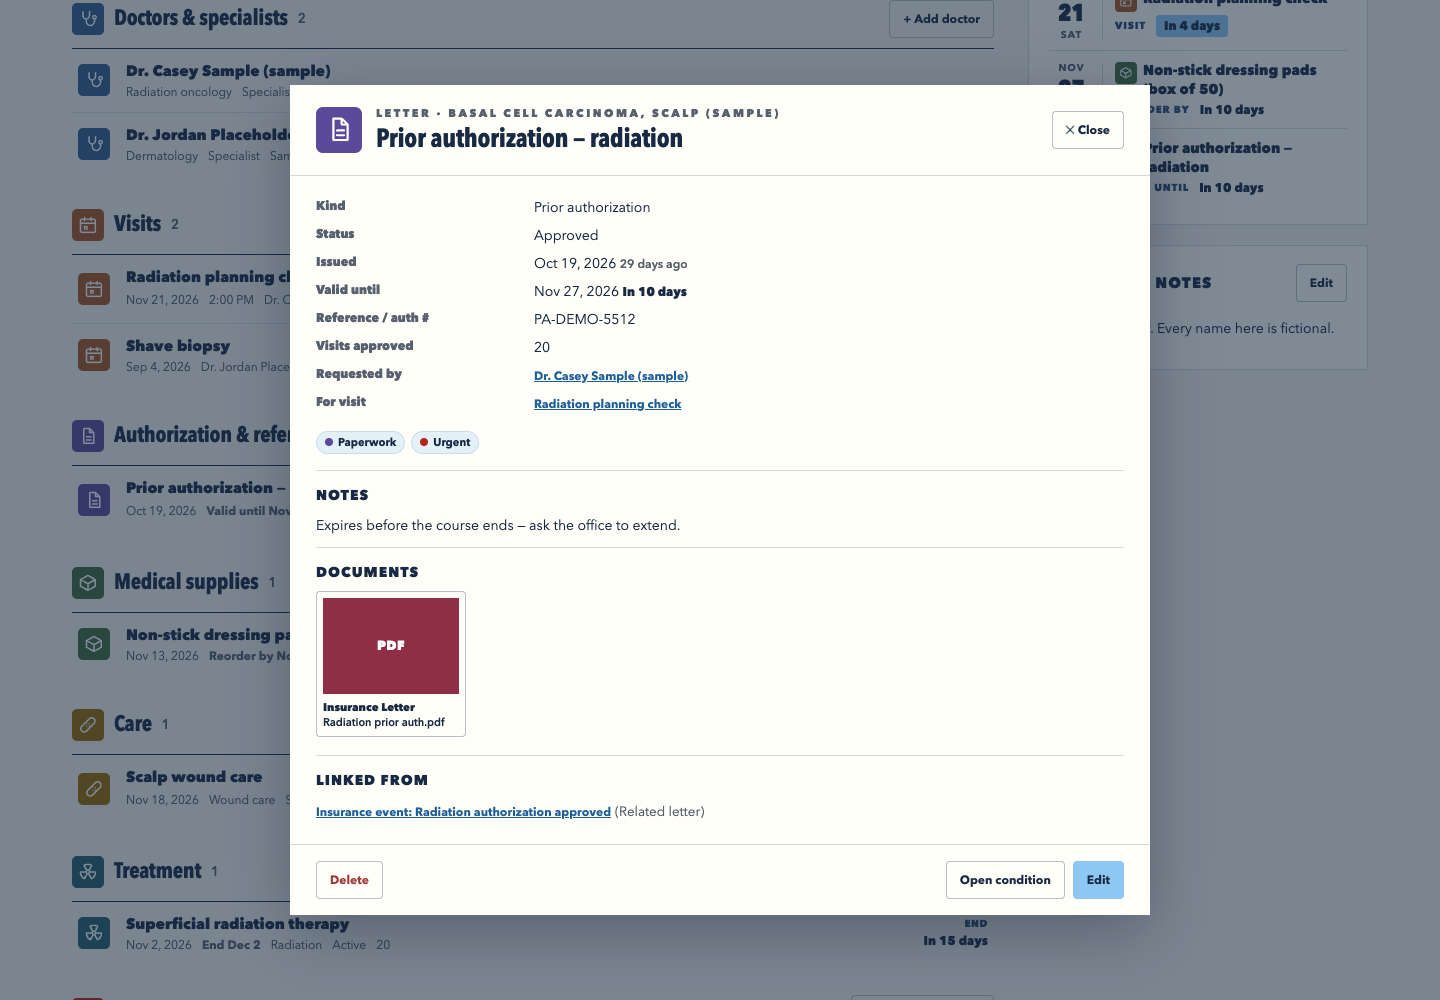 Doctors & specialists 2
+ Add doctor
Dr. Casey Sample (sample)
Radiation oncology
Dr. Jordan
Dermatology Specialist
Visits 2
Radiation planning
Nov 21, 2026 2:00 PM Dr.
Shave biopsy
Sep 4, 2026 Dr. Jordan
Authorization &
Prior authorization –
Oct 19, 2026 Valid until
Medical supplies 1
Non-stick dressing
Nov 13, 2026 Reorder by
Care 1
Scalp wound care
Nov 18, 2026 Wound care
Treatment 1
Superficial radiation therapy
Nov 2, 2026 End Dec 2 Radiation Active 20
END
In 15 days
LETTER · BASAL CELL CARCINOMA, SCALP (SAMPLE)
Prior authorization – radiation
× Close
Kind Prior authorization
Status Approved
Issued Oct 19, 2026 29 days ago
Valid until Nov 27, 2026 In 10 days
Reference / auth # PA-DEMO-5512
Visits approved 20
Requested by Dr. Casey Sample (sample)
For visit Radiation planning check
Paperwork Urgent
NOTES
Expires before the course ends – ask the office to extend.
DOCUMENTS
PDF
Insurance Letter
Radiation prior auth.pdf
LINKED FROM
Insurance event: Radiation authorization approved (Related letter)
Delete
Open condition
Edit
21
SAT
Radiation planning check
VISIT In 4 days
NOV
Non-stick dressing pads
(box of 50)
BY In 10 days
Prior authorization –
radiation
UNTIL In 10 days
NOTES
Edit
Every name here is fictional.